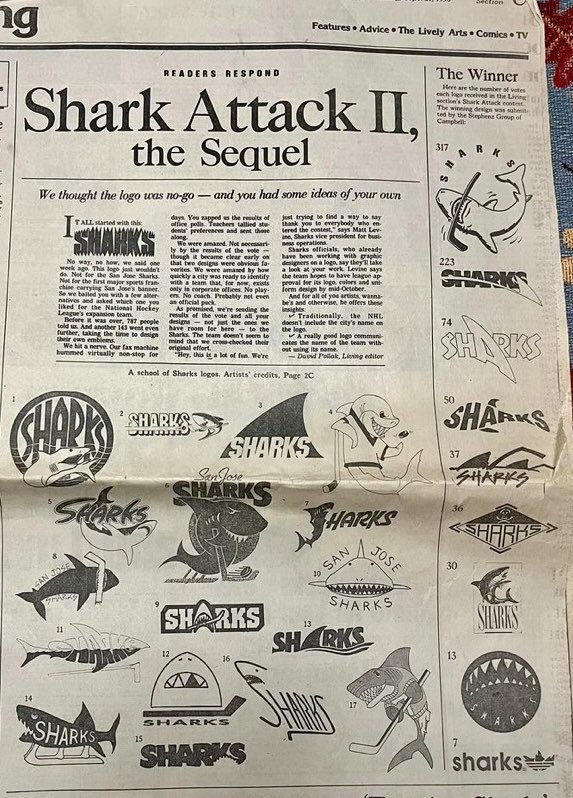 ng
Section
Features • Advice • The Lively Arts • Comics • TV
READERS RESPOND
Shark Attack II,
the Sequel
We thought the logo was no-go — and you had some ideas of your own
IT ALL started with this:
SHARKS
No way, no how, we said
one week ago. This logo just wouldn't
do. Not for the San Jose Sharks.
Not for the first major sports fran-
chise carrying San Jose's banner.
So we baited you with a few alter-
natives and asked which one you
liked for the National Hockey
League's expansion team.
Before it was over, 797 people
told us. And another 143 went even
further, taking the time to design
their own emblems.
We hit a nerve. Our fax machine
hummed virtually non-stop for
days. You zapped us the results of
office polls. Teachers tallied stu-
dents' preferences and sent those
along.
We were amazed. Not necessari-
ly by the results of the vote —
though it became clear early on
that two designs were obvious fa-
vorites. We were amazed by how
quickly a city was ready to identify
with a team that, for now, exists
only in corporate offices. No play-
ers. No coach. Probably not even
an official puck.
As promised, we're sending the
results of the vote and all your
designs — not just the ones we
have room for here — to the
Sharks. The team doesn't seem to
mind that we cross-checked their
original effort.
"Hey, this is a lot of fun. We're
just trying to find a way to say
thank you to everybody who en-
tered the contest," says Matt Lev-
ine, Sharks vice president for busi-
ness operations.
Sharks officials, who already
have been working with graphic
designers on a logo, say they'll take
a look at your work. Levine says
the team hopes to have league ap-
proval for its logo, colors and uni-
form design by mid-October.
And for all of you artists, wanna-
be's and otherwise, he offers these
insights:
✓ Traditionally, the NHL
doesn't include the city's name on
the logo.
✓ A really good logo communi-
cates the name of the team with-
out using its name.
— David Pollak, Living editor
A school of Sharks logos. Artists' credits, Page 2C
1
SHARKS
2
SHARKS
3
SHARKS
4
5
SHARKS
6
San Jose
SHARKS
7
SHARKS
8
SAN JOSE
SHARKS
9
SHARKS
10
SAN JOSE
SHARKS
11
SHARKS
12
SHARKS
13
SHARKS
14
SHARKS
15
SHARKS
16
SHARKS
17
The Winner
Here are the number of votes
each logo received in the Living
section's Shark Attack contest.
The winning design was submit-
ted by the Stephenz Group of
Campbell:
317
SHARKS
223
SHARKS
74
SHARKS
50
SHARKS
37
SHARKS
36
SHARKS
30
SHARKS
13
SHARKS
7
sharks